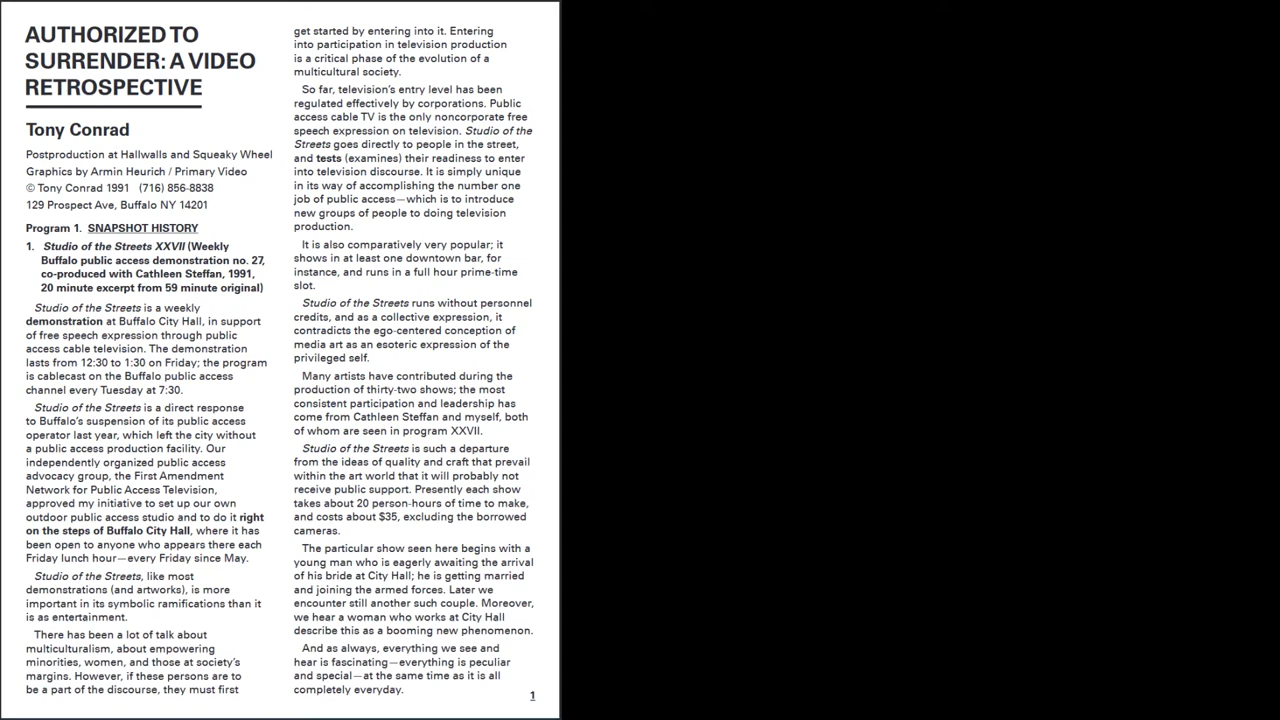 AUTHORIZED TO
SURRENDER: A VIDEO
RETROSPECTIVE
Tony Conrad
Postproduction at Hallwalls and Squeaky Wheel
Graphics by Armin Heurich / Primary Video
© Tony Conrad 1991 (716) 856-8838
129 Prospect Ave, Buffalo NY 14201
Program 1. SNAPSHOT HISTORY
1. Studio of the Streets XXVII (Weekly
Buffalo public access demonstration no. 27,
co-produced with Cathleen Steffan, 1991,
20 minute excerpt from 59 minute original)
Studio of the Streets is a weekly
demonstration at Buffalo City Hall, in support
of free speech expression through public
access cable television. The demonstration
lasts from 12:30 to 1:30 on Friday; the program
is cablecast on the Buffalo public access
channel every Tuesday at 7:30.
Studio of the Streets is a direct response
to Buffalo's suspension of its public access
operator last year, which left the city without
a public access production facility. Our
independently organized public access
advocacy group, the First Amendment
Network for Public Access Television,
approved my initiative to set up our own
outdoor public access studio and to do it right
on the steps of Buffalo City Hall, where it has
been open to anyone who appears there each
Friday lunch hour—every Friday since May.
Studio of the Streets, like most
demonstrations (and artworks), is more
important in its symbolic ramifications than it
is as entertainment.
There has been a lot of talk about
multiculturalism, about empowering
minorities, women, and those at society's
margins. However, if these persons are to
be a part of the discourse, they must first
get started by entering into it. Entering
into participation in television production
is a critical phase of the evolution of a
multicultural society.
So far, television's entry level has been
regulated effectively by corporations. Public
access cable TV is the only noncorporate free
speech expression on television. Studio of the
Streets goes directly to people in the street,
and tests (examines) their readiness to enter
into television discourse. It is simply unique
in its way of accomplishing the number one
job of public access—which is to introduce
new groups of people to doing television
production.
It is also comparatively very popular; it
shows in at least one downtown bar, for
instance, and runs in a full hour prime-time
slot.
Studio of the Streets runs without personnel
credits, and as a collective expression, it
contradicts the ego-centered conception of
media art as an esoteric expression of the
privileged self.
Many artists have contributed during the
production of thirty-two shows; the most
consistent participation and leadership has
come from Cathleen Steffan and myself, both
of whom are seen in program XXVII.
Studio of the Streets is such a departure
from the ideas of quality and craft that prevail
within the art world that it will probably not
receive public support. Presently each show
takes about 20 person-hours of time to make,
and costs about $35, excluding the borrowed
cameras.
The particular show seen here begins with a
young man who is eagerly awaiting the arrival
of his bride at City Hall; he is getting married
and joining the armed forces. Later we
encounter still another such couple. Moreover,
we hear a woman who works at City Hall
describe this as a booming new phenomenon.
And as always, everything we see and
hear is fascinating—everything is peculiar
and special—at the same time as it is all
completely everyday.
1